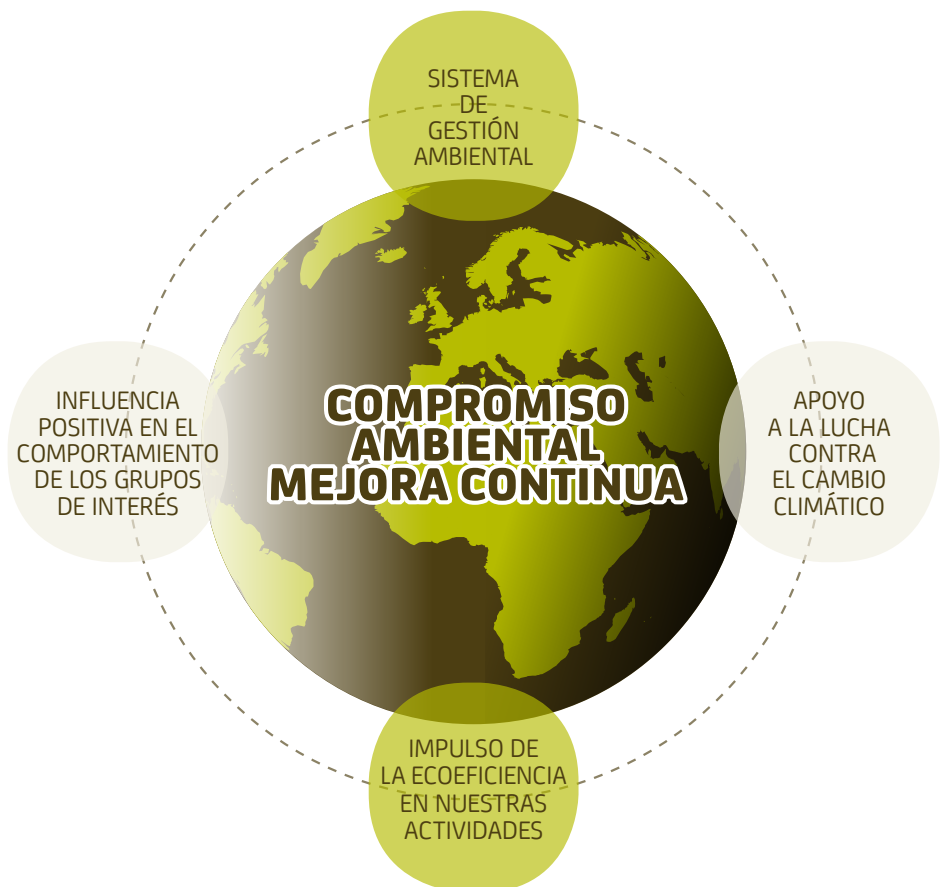 SISTEMA
DE
GESTIÓN
AMBIENTAL
INFLUENCIA
POSITIVA EN EL
COMPORTAMIENTO
DE LOS GRUPOS
DE INTERÉS
COMPROMISO
AMBIENTAL
MEJORA CONTINUA
APOYO
A LA LUCHA
CONTRA
EL CAMBIO
CLIMÁTICO
IMPULSO DE
LA ECOEFICIENCIA
EN NUESTRAS
ACTIVIDADES